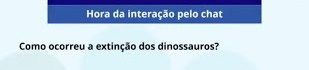 Hora da interação pelo chat
Como ocorreu a extinção dos dinossauros?